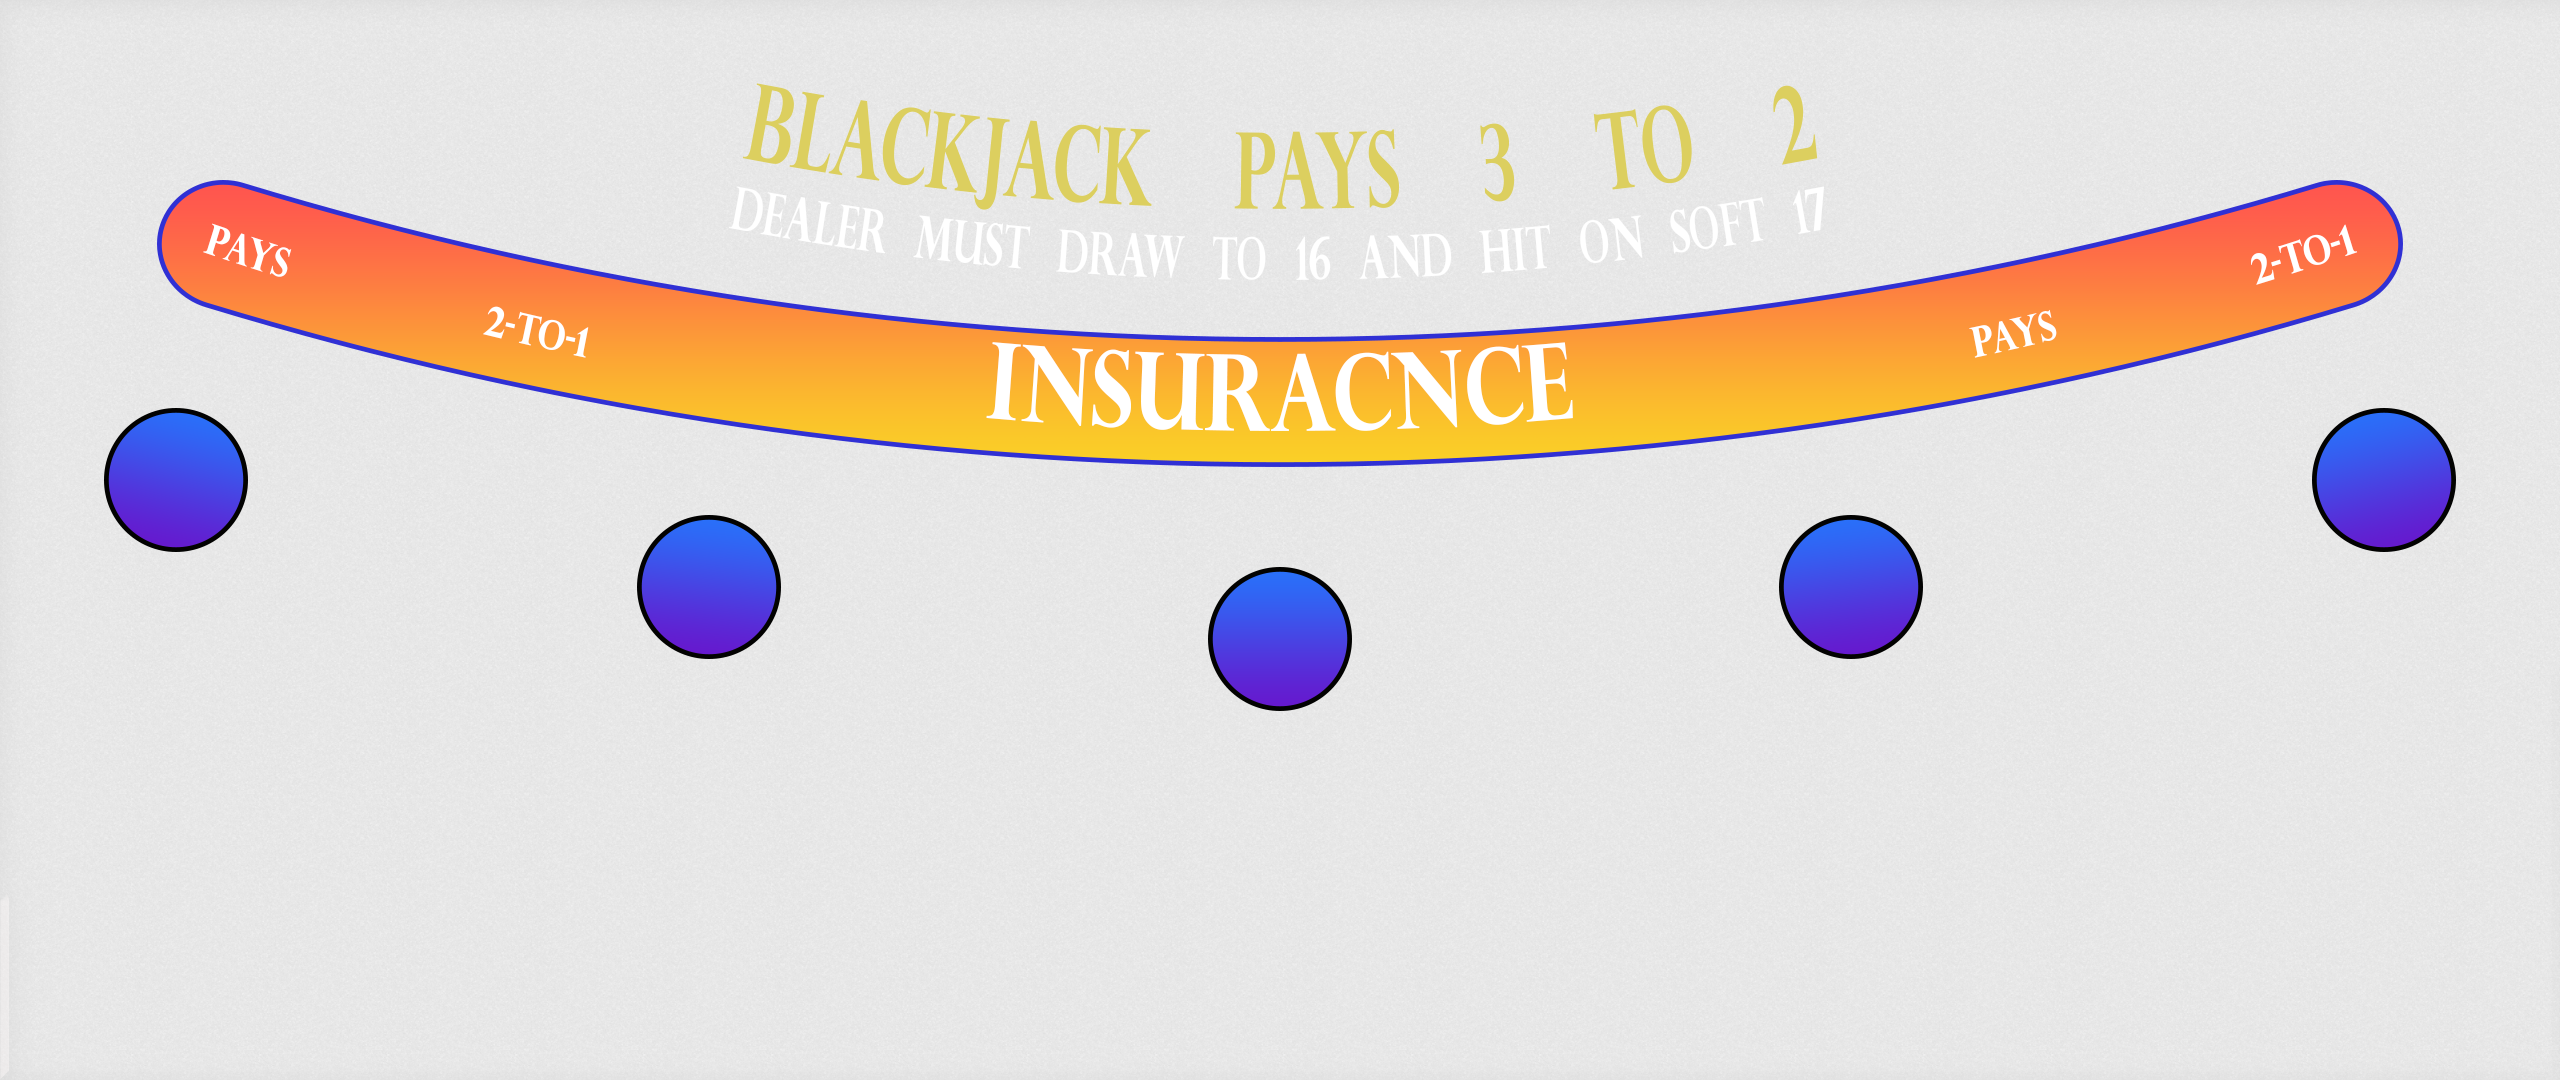 BLACKJACK PAYS 3 TO 2
DEALER MUST DRAW TO 16 AND HIT ON SOFT 17
PAYS 2-TO-1 INSURACNCE PAYS 2-TO-1